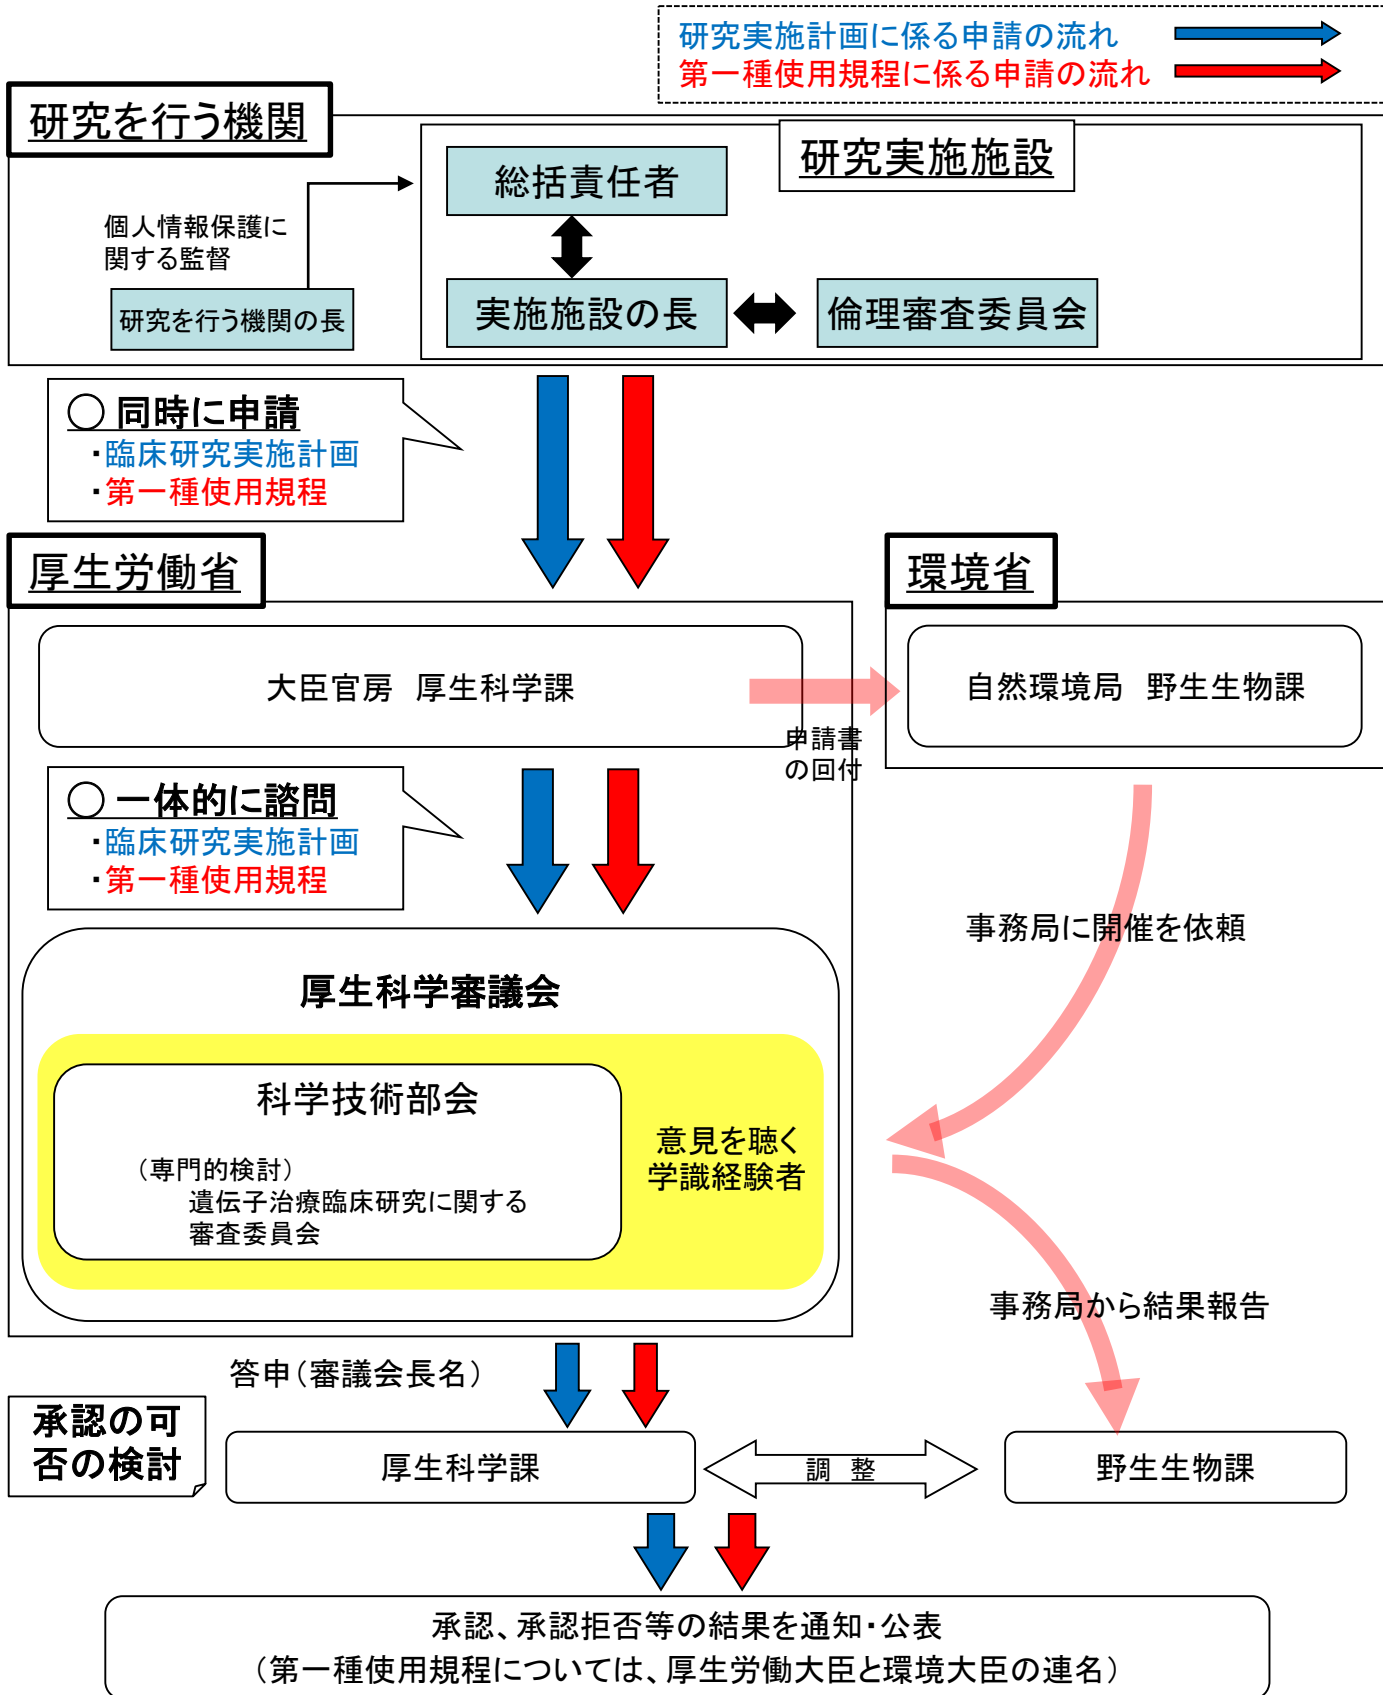 研究実施計画に係る申請の流れ
第一種使用規程に係る申請の流れ
研究を行う機関
研究実施施設
総括責任者
個人情報保護に
関する監督
研究を行う機関の長
実施施設の長
倫理審査委員会
○ 同時に申請
・臨床研究実施計画
・第一種使用規程
厚生労働省
環境省
大臣官房　厚生科学課
自然環境局　野生生物課
申請書
の回付
○ 一体的に諮問
・臨床研究実施計画
・第一種使用規程
事務局に開催を依頼
厚生科学審議会
科学技術部会
（専門的検討）
遺伝子治療臨床研究に関する
審査委員会
意見を聴く
学識経験者
事務局から結果報告
答申（審議会長名）
承認の可
否の検討
厚生科学課
調　整
野生生物課
承認、承認拒否等の結果を通知・公表
（第一種使用規程については、厚生労働大臣と環境大臣の連名）